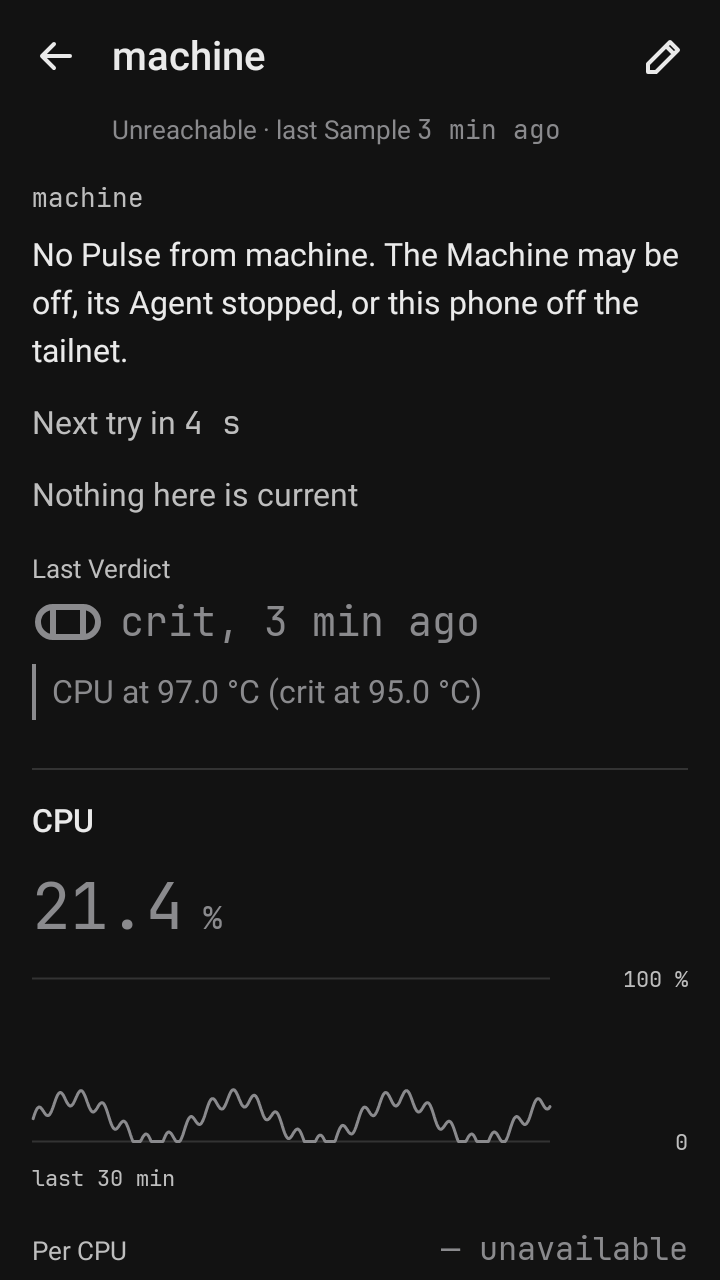 machine
Unreachable · last Sample 3 min ago
machine
No Pulse from machine. The Machine may be
off, its Agent stopped, or this phone off the
tailnet.
Next try in 4 s
Nothing here is current
Last Verdict
crit, 3 min ago
CPU at 97.0 °C (crit at 95.0 °C)
CPU
21.4 %
100 %
0
last 30 min
Per CPU — unavailable